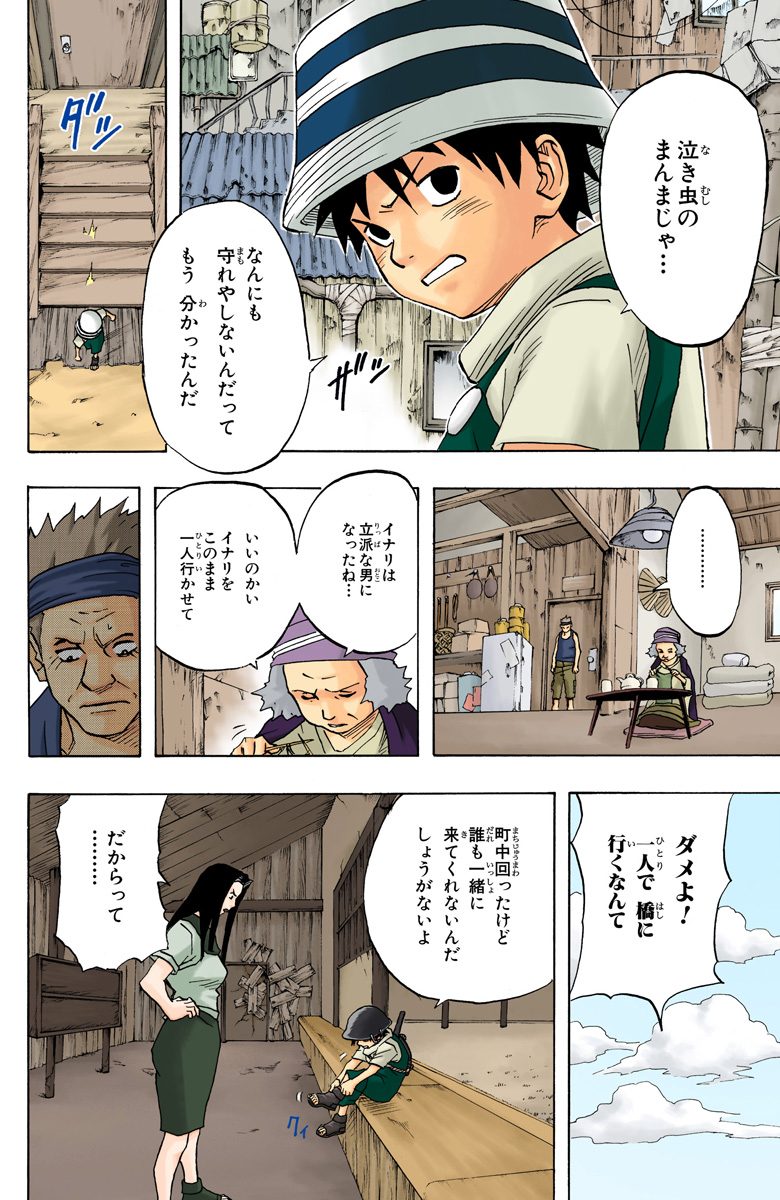 泣き虫の
まんまじゃ…
なんにも
守れやしないんだって
もう 分かったんだ
ザッ
ダッ
………
イナリは
立派な男に
なったね…
いいのかい
イナリを
このまま
一人行かせて
ダメよ！
一人で 橋に
行くなんて
町中回ったけど
誰も一緒に
来てくれないんだ
しょうがないよ
クイ
だからって
………